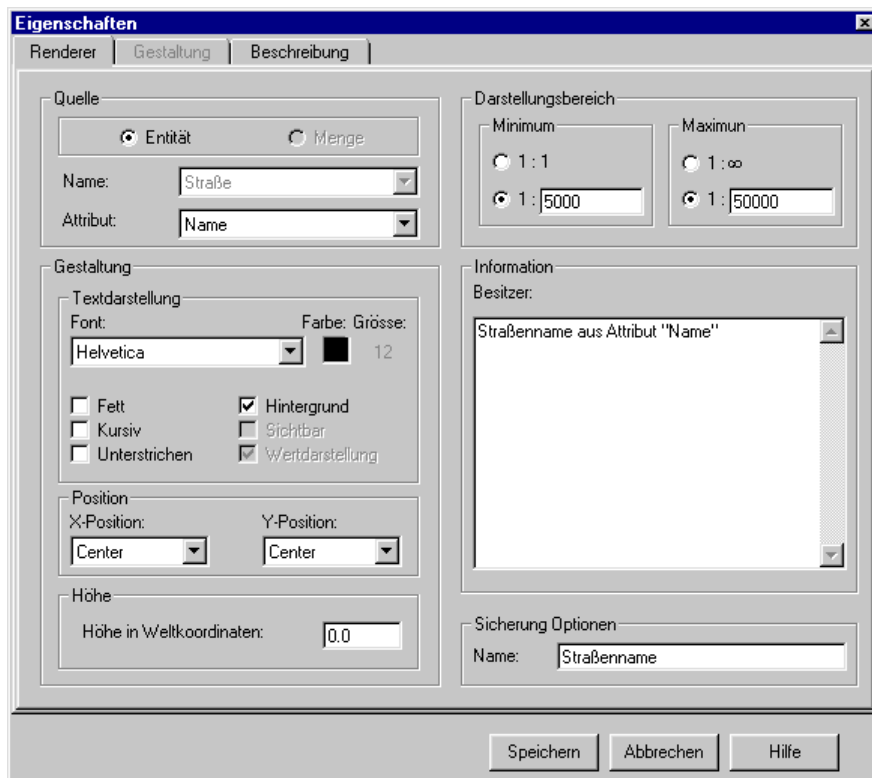 Eigenschaften
Renderer Gestaltung Beschreibung
Quelle
Entität Menge
Name: Straße
Attribut: Name
Darstellungsbereich
Minimum
1 : 1
1 : 5000
Maximun
1 : ∞
1 : 50000
Gestaltung
Textdarstellung
Font: Farbe: Grösse:
Helvetica 12
Fett Hintergrund
Kursiv Sichtbar
Unterstrichen Wertdarstellung
Position
X-Position: Y-Position:
Center Center
Höhe
Höhe in Weltkoordinaten: 0.0
Information
Besitzer:
Straßenname aus Attribut "Name"
Sicherung Optionen
Name: Straßenname
Speichern Abbrechen Hilfe